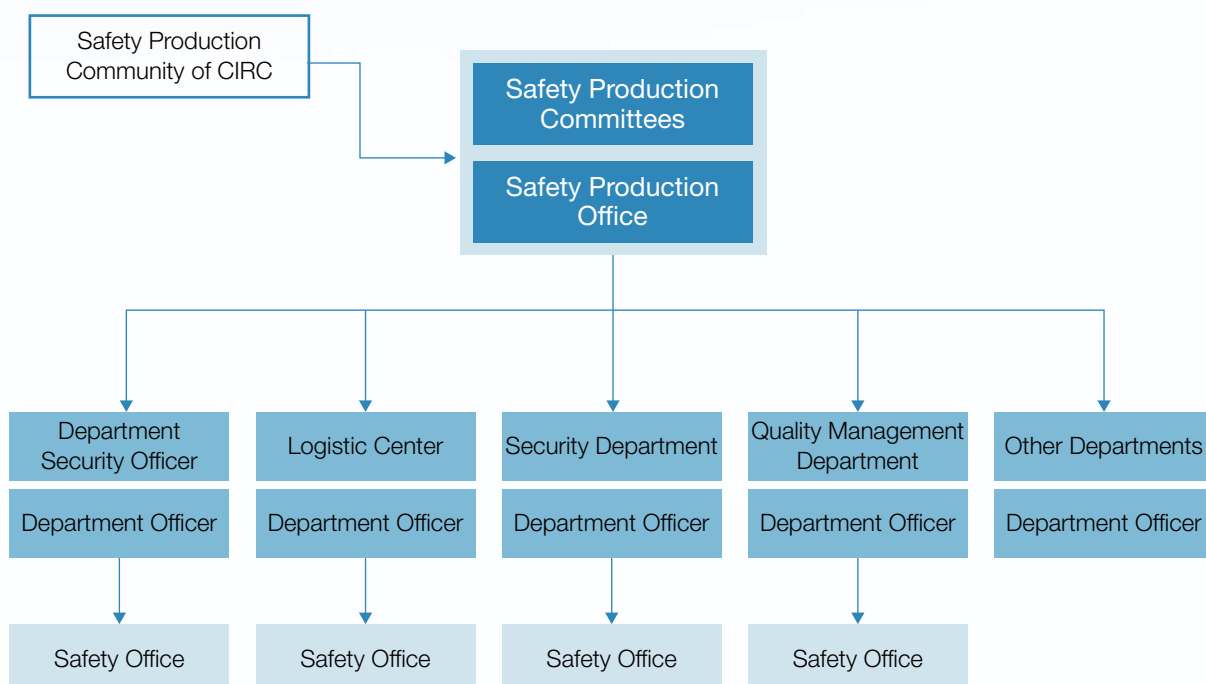 Safety Production
Community of CIRC
Safety Production
Committees
Safety Production
Office
Department
Security Officer
Logistic Center
Security Department
Quality Management
Department
Other Departments
Department Officer
Department Officer
Department Officer
Department Officer
Department Officer
Safety Office
Safety Office
Safety Office
Safety Office